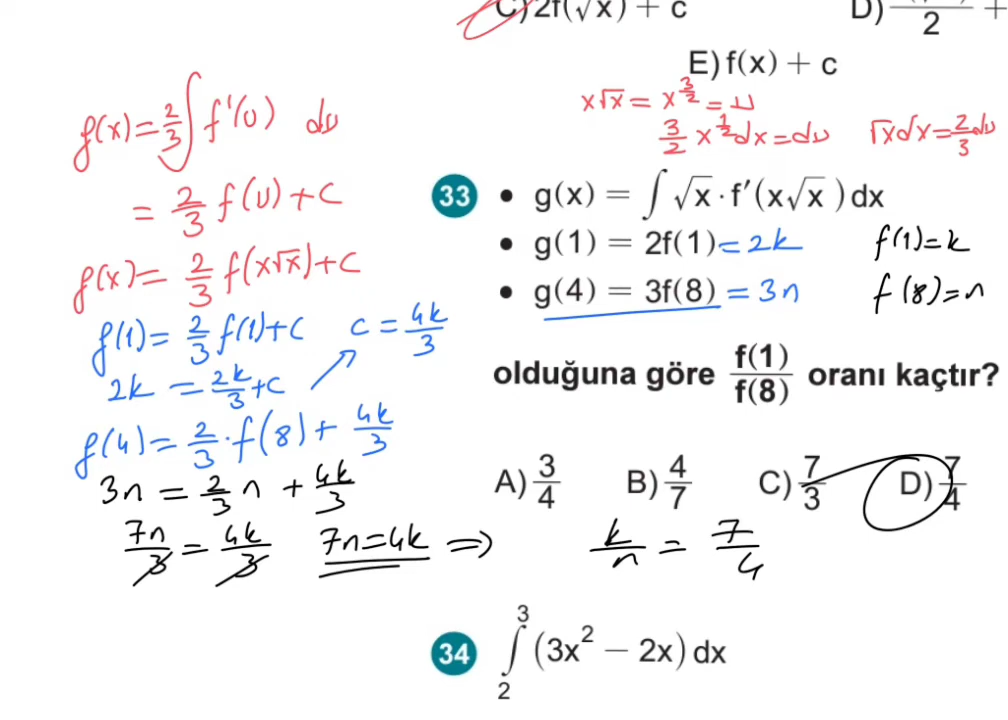 C) 2f(√x) + c
D) 2 +
E) f(x) + c
x√x = x^(3/2) = u
3/2 x^(1/2) dx = du √x dx = 2/3 du
g(x) = 2/3 ∫ f'(u) du
= 2/3 f(u) + c
g(x) = 2/3 f(x√x) + c
g(1) = 2/3 f(1) + c c = 4k/3
2k = 2k/3 + c
g(4) = 2/3 · f(8) + 4k/3
3n = 2/3 n + 4k/3
7n/3 = 4k/3 7n = 4k ⇒ k/n = 7/4
33 • g(x) = ∫ √x · f′(x√x) dx
• g(1) = 2f(1) = 2k f(1) = k
• g(4) = 3f(8) = 3n f(8) = n
olduğuna göre f(1)/f(8) oranı kaçtır?
A) 3/4 B) 4/7 C) 7/3 D) 7/4
34 ∫₂³ (3x² – 2x) dx